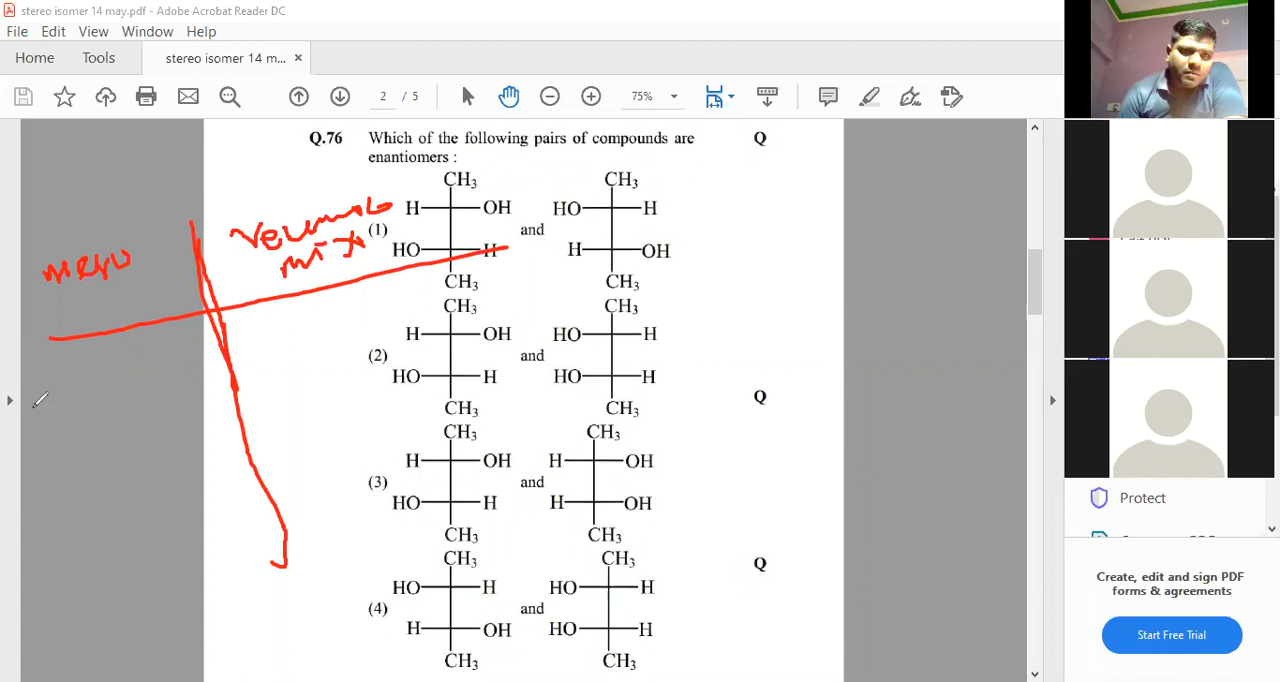 stereo isomer 14 may.pdf - Adobe Acrobat Reader DC
File Edit View Window Help
Home Tools stereo isomer 14 m... ×
2 / 5 75%
Q.76 Which of the following pairs of compounds are Q
enantiomers :
CH3 CH3
H OH HO H
(1) and
HO H H OH
CH3 CH3
CH3 CH3
H OH HO H
(2) and
HO H HO H
CH3 CH3
Q
CH3 CH3
H OH H OH
(3) and
HO H H OH
CH3 CH3
CH3 CH3
Q
HO H HO H
(4) and
H OH HO H
CH3 CH3
mix
Protect
Create, edit and sign PDF
forms & agreements
Start Free Trial